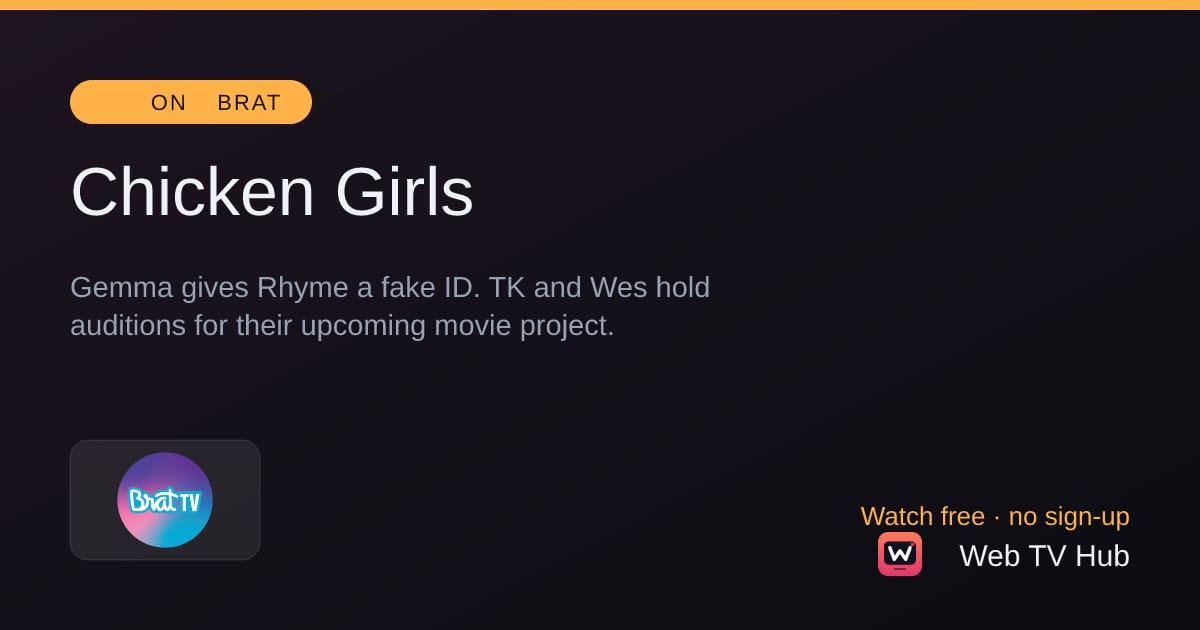 ON BRAT
Chicken Girls
Gemma gives Rhyme a fake ID. TK and Wes hold
auditions for their upcoming movie project.
Brat TV
Watch free · no sign-up
W
Web TV Hub